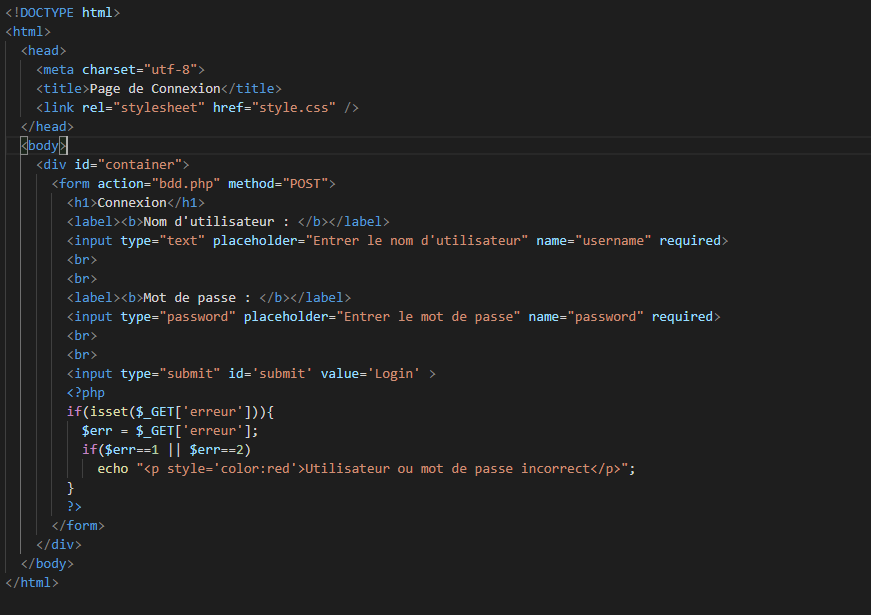 <!DOCTYPE html>
<html>
  <head>
    <meta charset="utf-8">
    <title>Page de Connexion</title>
    <link rel="stylesheet" href="style.css" />
  </head>
  <body>
    <div id="container">
      <form action="bdd.php" method="POST">
        <h1>Connexion</h1>
        <label><b>Nom d'utilisateur : </b></label>
        <input type="text" placeholder="Entrer le nom d'utilisateur" name="username" required>
        <br>
        <br>
        <label><b>Mot de passe : </b></label>
        <input type="password" placeholder="Entrer le mot de passe" name="password" required>
        <br>
        <br>
        <input type="submit" id='submit' value='Login' >
        <?php
        if(isset($_GET['erreur'])){
          $err = $_GET['erreur'];
          if($err==1 || $err==2)
            echo "<p style='color:red'>Utilisateur ou mot de passe incorrect</p>";
        }
        ?>
      </form>
    </div>
  </body>
</html>